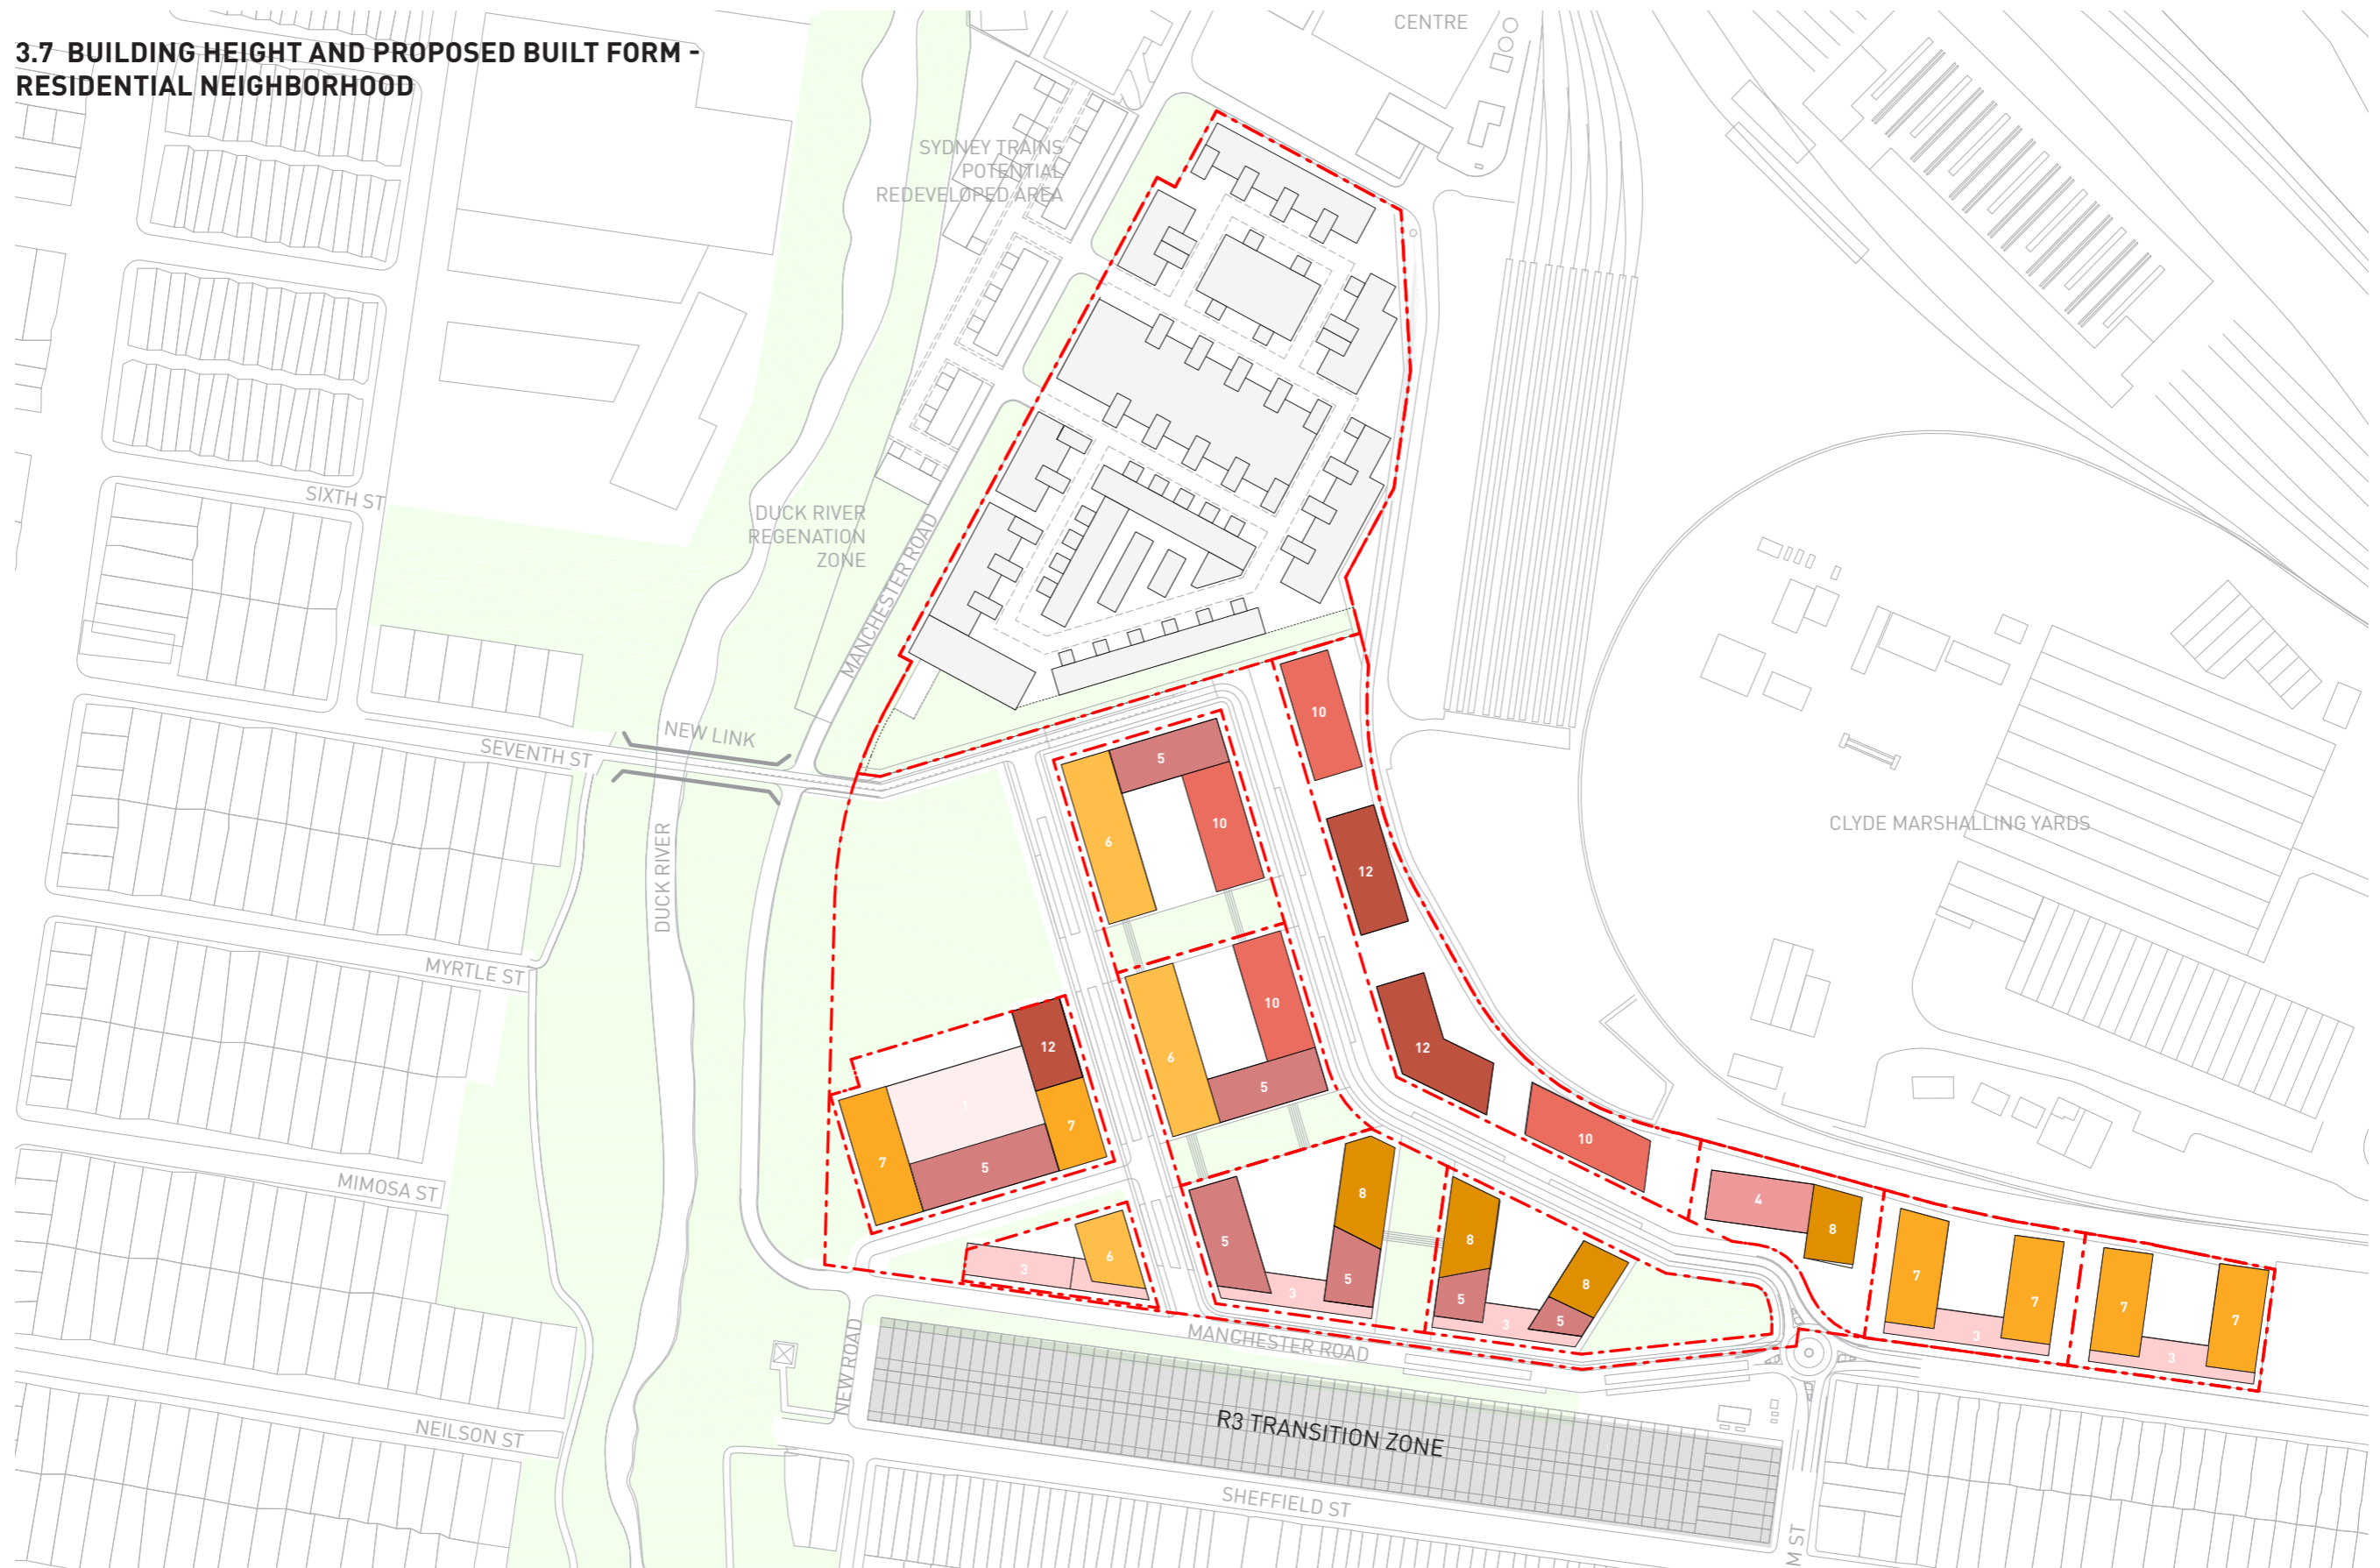 3.7 BUILDING HEIGHT AND PROPOSED BUILT FORM -
RESIDENTIAL NEIGHBORHOOD
CENTRE
SYDNEY TRAINS
POTENTIAL
REDEVELOPED AREA
SIXTH ST
DUCK RIVER
REGENATION
ZONE
MANCHESTER ROAD
NEW LINK
SEVENTH ST
DUCK RIVER
MYRTLE ST
MIMOSA ST
NEILSON ST
NEW ROAD
CLYDE MARSHALLING YARDS
10
5
10
6
12
10
6
5
12
12
1
7
7
5
10
6
3
8
5
5
3
8
5
8
5
3
4
8
7
7
3
7
7
3
MANCHESTER ROAD
R3 TRANSITION ZONE
SHEFFIELD ST
M ST